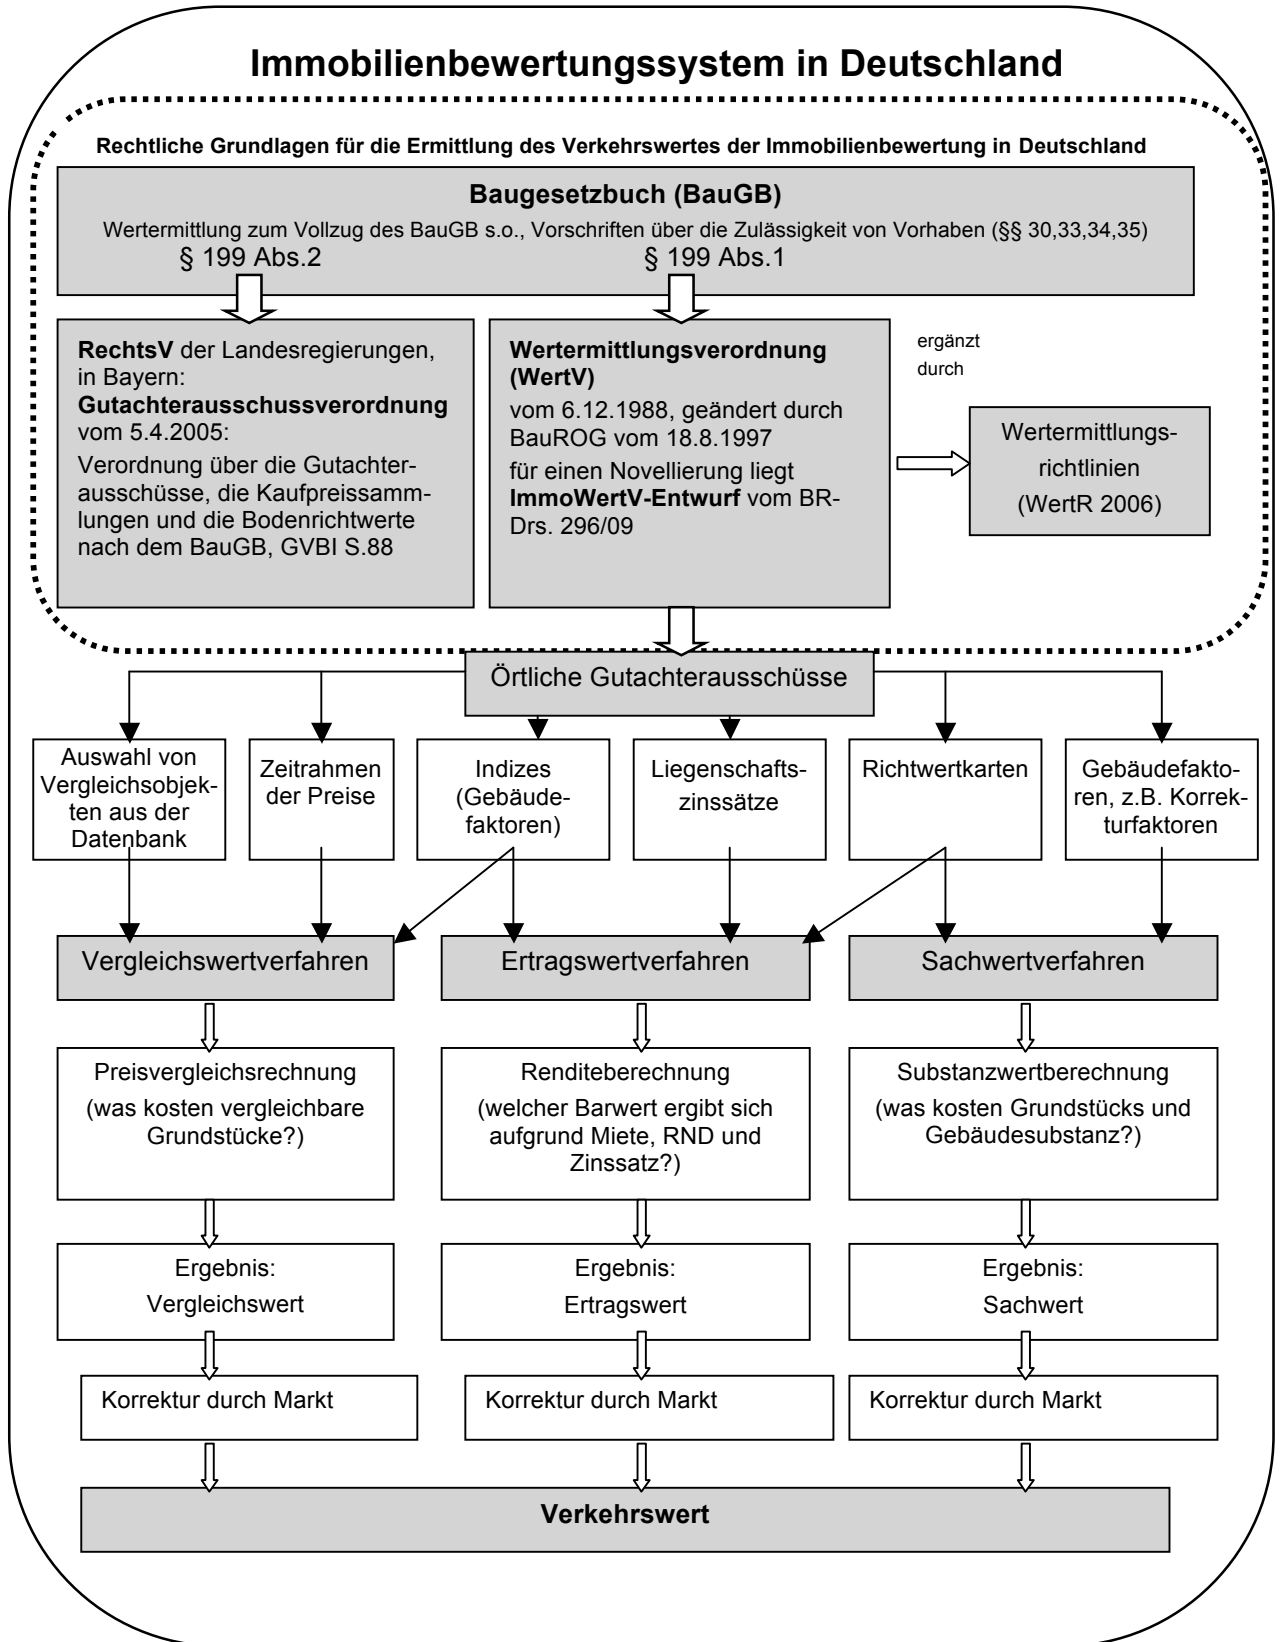 Immobilienbewertungssystem in Deutschland
Rechtliche Grundlagen für die Ermittlung des Verkehrswertes der Immobilienbewertung in Deutschland
Baugesetzbuch (BauGB)
Wertermittlung zum Vollzug des BauGB s.o., Vorschriften über die Zulässigkeit von Vorhaben (§§ 30,33,34,35)
§ 199 Abs.2
§ 199 Abs.1
RechtsV der Landesregierungen,
in Bayern:
Gutachterausschussverordnung
vom 5.4.2005:
Verordnung über die Gutachter-
ausschüsse, die Kaufpreissamm-
lungen und die Bodenrichtwerte
nach dem BauGB, GVBl S.88
Wertermittlungsverordnung
(WertV)
vom 6.12.1988, geändert durch
BauROG vom 18.8.1997
für einen Novellierung liegt
ImmoWertV-Entwurf vom BR-
Drs. 296/09
ergänzt
durch
Wertermittlungs-
richtlinien
(WertR 2006)
Örtliche Gutachterausschüsse
Auswahl von
Vergleichsobjek-
ten aus der
Datenbank
Zeitrahmen
der Preise
Indizes
(Gebäude-
faktoren)
Liegenschafts-
zinssätze
Richtwertkarten
Gebäudefakto-
ren, z.B. Korrek-
turfaktoren
Vergleichswertverfahren
Ertragswertverfahren
Sachwertverfahren
Preisvergleichsrechnung
(was kosten vergleichbare
Grundstücke?)
Renditeberechnung
(welcher Barwert ergibt sich
aufgrund Miete, RND und
Zinssatz?)
Substanzwertberechnung
(was kosten Grundstücks und
Gebäudesubstanz?)
Ergebnis:
Vergleichswert
Ergebnis:
Ertragswert
Ergebnis:
Sachwert
Korrektur durch Markt
Korrektur durch Markt
Korrektur durch Markt
Verkehrswert